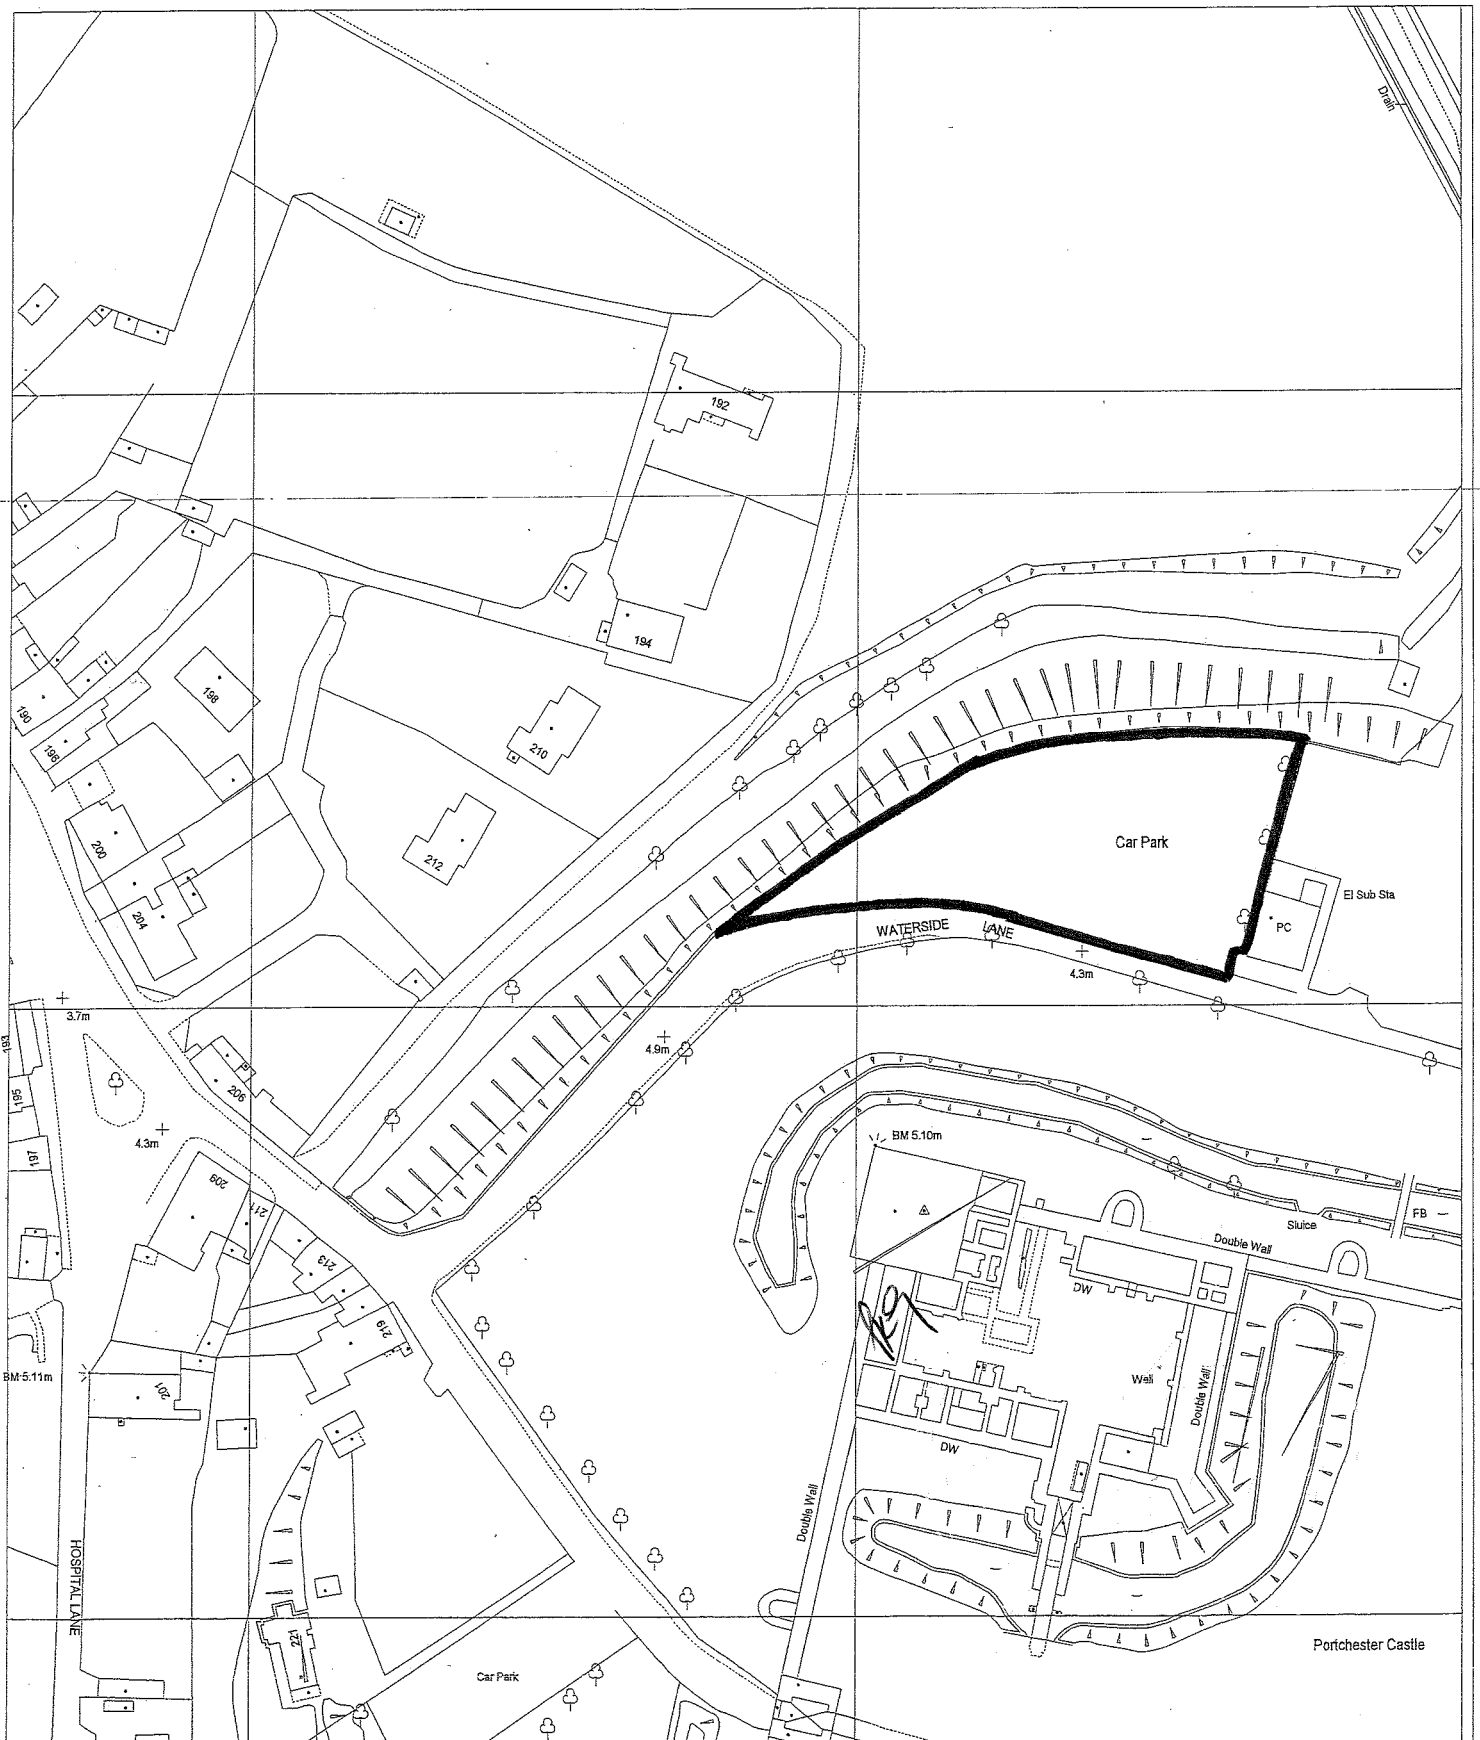 Drain
192
194
198
190
196
210
212
200
204
Car Park
El Sub Sta
PC
WATERSIDE LANE
4.3m
3.7m
4.9m
193
195
197
206
4.3m
209
211
213
219
BM 5.10m
FB
Sluice
Double Wall
DW
Well
Double Wall
BM 5.11m
201
DW
Double Wall
HOSPITAL LANE
221
Car Park
Portchester Castle